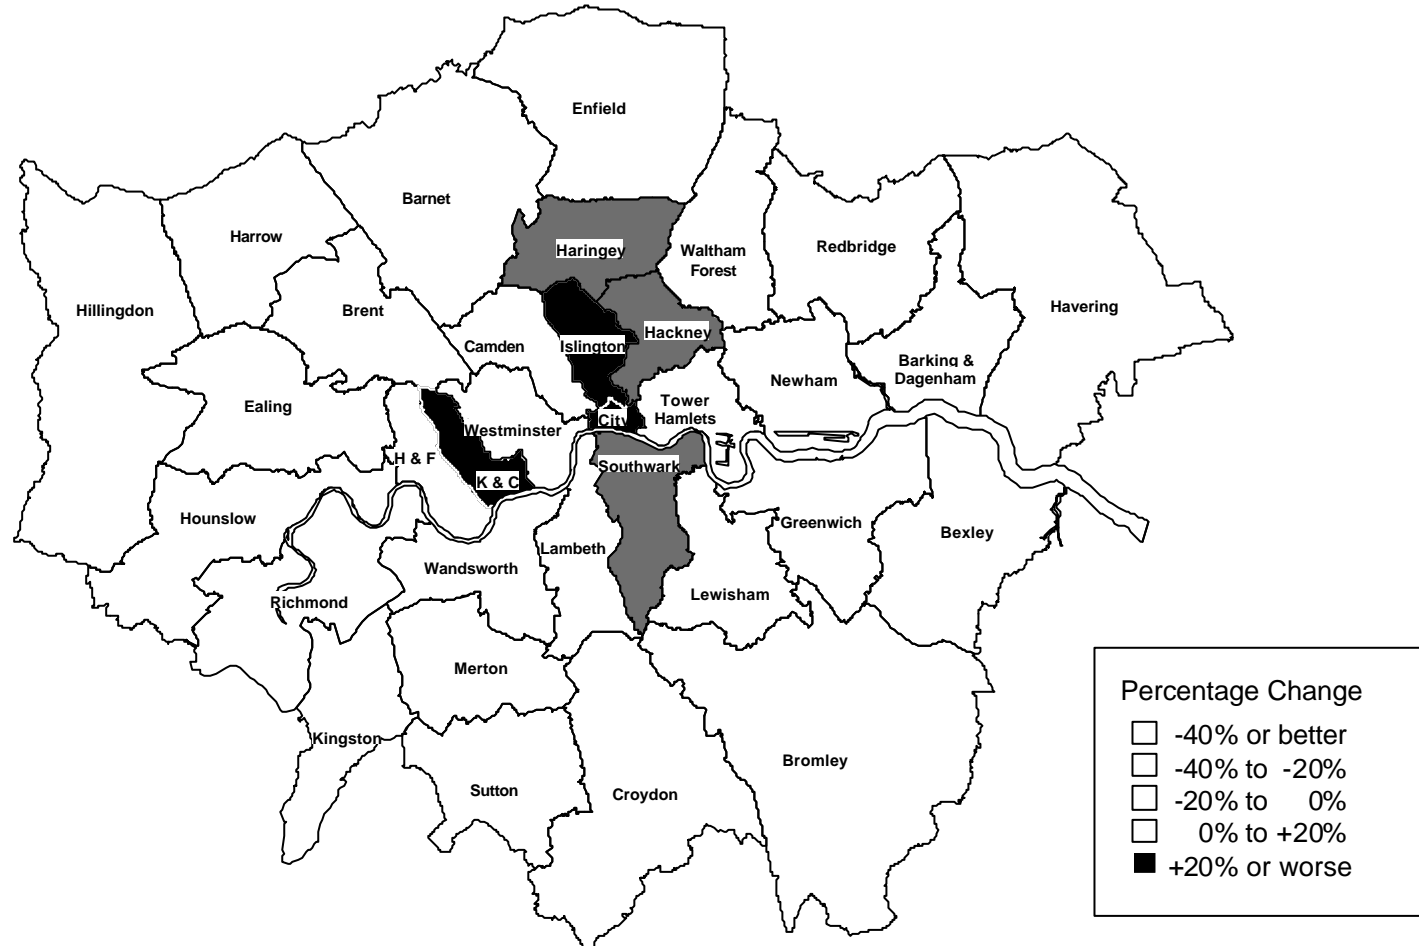 Enfield
Barnet
Harrow
Haringey
Waltham
Forest
Redbridge
Hillingdon
Brent
Havering
Camden
Islington
Hackney
Barking &
Dagenham
Newham
Ealing
Tower
Hamlets
Westminster
City
H & F
Southwark
K & C
Hounslow
Greenwich
Bexley
Lambeth
Wandsworth
Lewisham
Richmond
Merton
Kingston
Bromley
Sutton
Croydon
Percentage Change
-40% or better
-40% to -20%
-20% to 0%
0% to +20%
+20% or worse